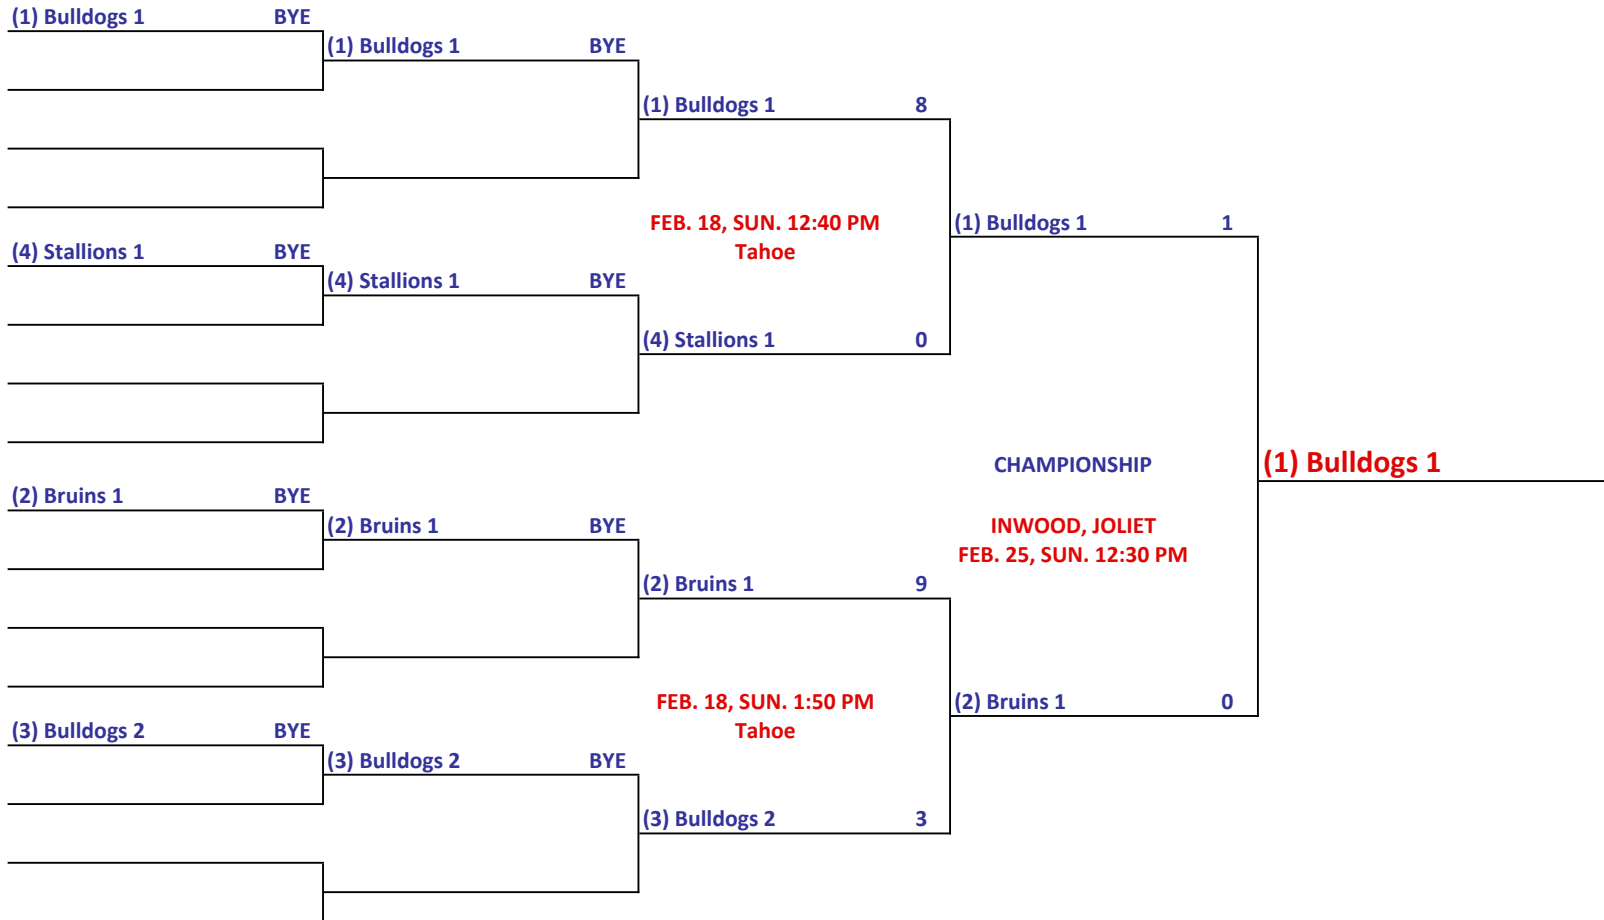 (1) Bulldogs 1 BYE
(1) Bulldogs 1 BYE
(1) Bulldogs 1 8
FEB. 18, SUN. 12:40 PM
Tahoe
(1) Bulldogs 1 1
(4) Stallions 1 BYE
(4) Stallions 1 BYE
(4) Stallions 1 0
CHAMPIONSHIP
(1) Bulldogs 1
(2) Bruins 1 BYE
(2) Bruins 1 BYE
INWOOD, JOLIET
FEB. 25, SUN. 12:30 PM
(2) Bruins 1 9
FEB. 18, SUN. 1:50 PM
Tahoe
(2) Bruins 1 0
(3) Bulldogs 2 BYE
(3) Bulldogs 2 BYE
(3) Bulldogs 2 3